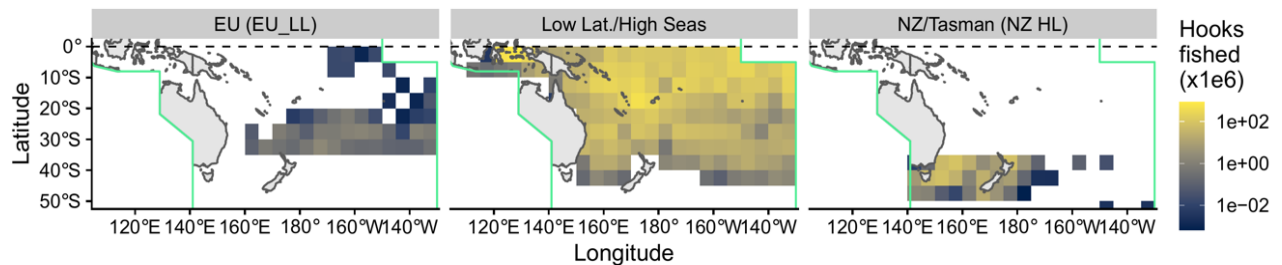 EU (EU_LL)
Low Lat./High Seas
NZ/Tasman (NZ HL)
Hooks
fished
(x1e6)
1e+02
1e+00
1e−02
Latitude
0°
10°S
20°S
30°S
40°S
50°S
120°E 140°E 160°E 180° 160°W 140°W
120°E 140°E 160°E 180° 160°W 140°W
120°E 140°E 160°E 180° 160°W140°W
Longitude